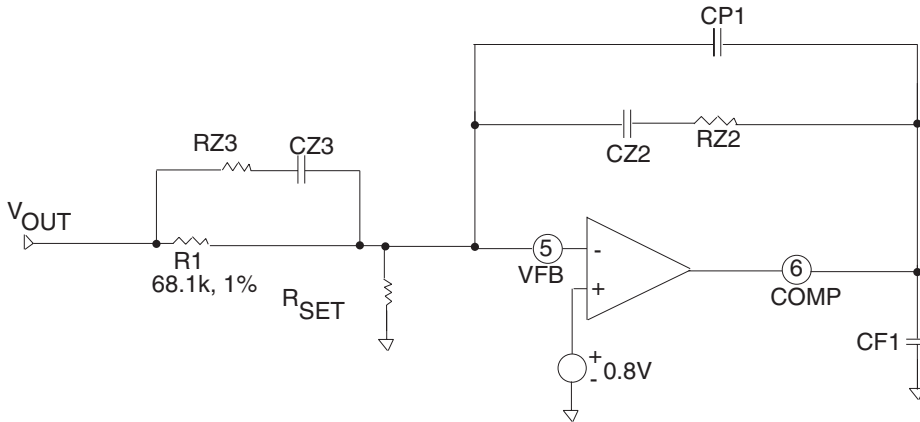 CP1
CZ2
RZ2
RZ3
CZ3
VOUT
R1
68.1k, 1%
RSET
5
VFB
-
+
6
COMP
CF1
+
-
0.8V